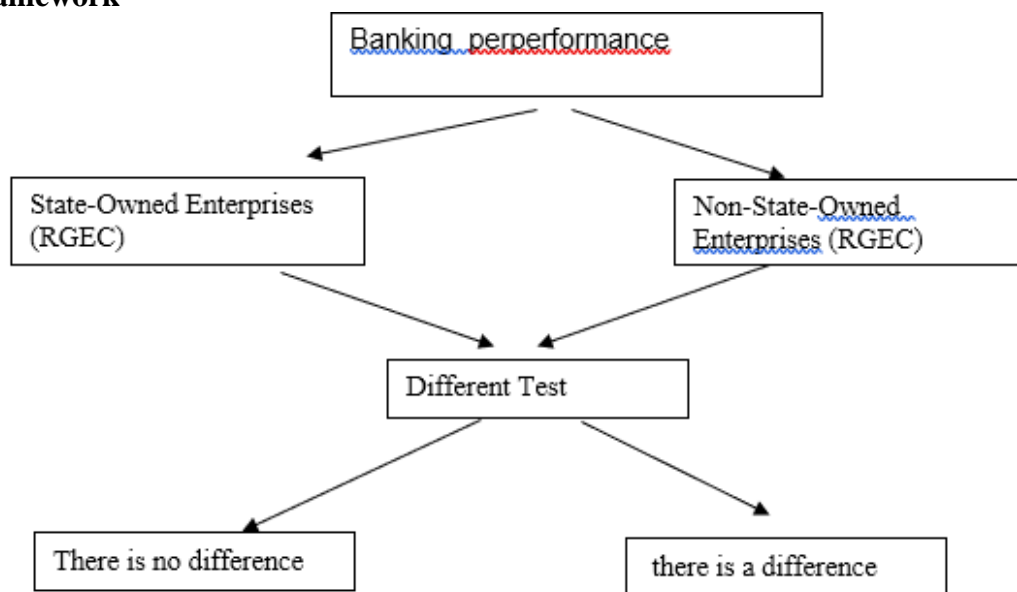 Banking perperformance
State-Owned Enterprises
(RGEC)
Non-State-Owned
Enterprises (RGEC)
Different Test
There is no difference
there is a difference